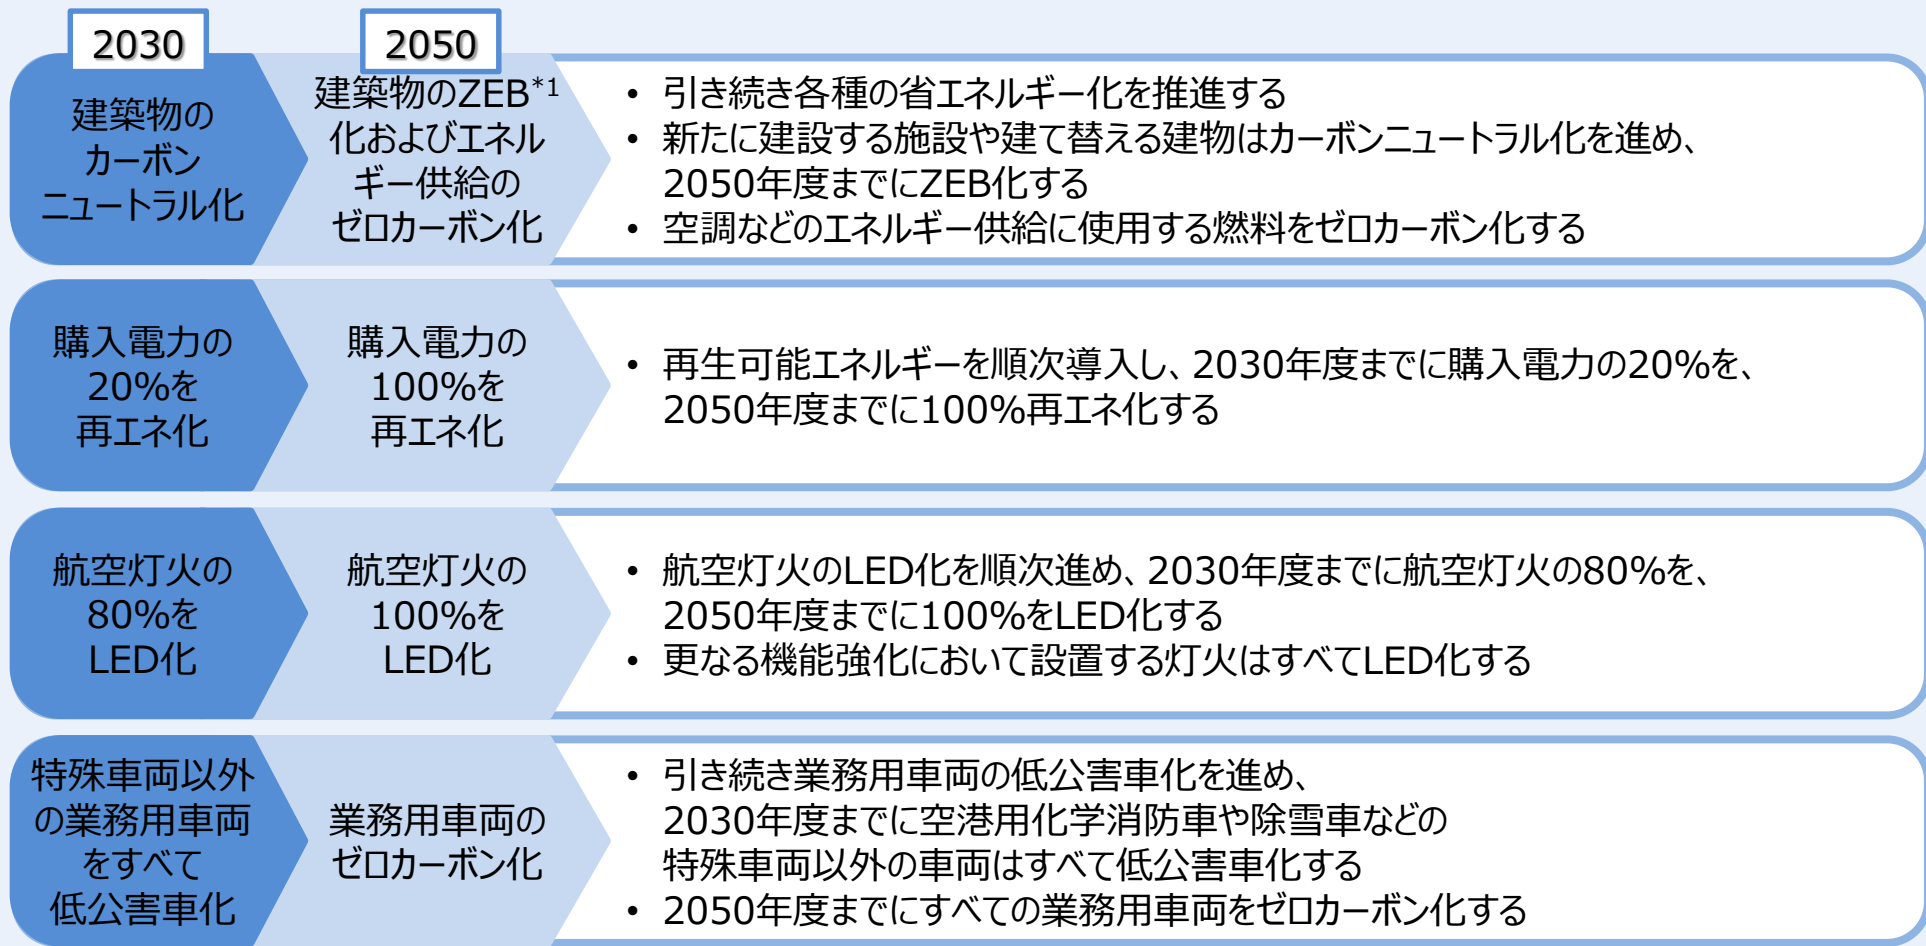 2030
2050
建築物の
カーボン
ニュートラル化
建築物のZEB*1
化およびエネル
ギー供給の
ゼロカーボン化
• 引き続き各種の省エネルギー化を推進する
• 新たに建設する施設や建て替える建物はカーボンニュートラル化を進め、
2050年度までにZEB化する
• 空調などのエネルギー供給に使用する燃料をゼロカーボン化する
購入電力の
20%を
再エネ化
購入電力の
100%を
再エネ化
• 再生可能エネルギーを順次導入し、2030年度までに購入電力の20%を、
2050年度までに100%再エネ化する
航空灯火の
80%を
LED化
航空灯火の
100%を
LED化
• 航空灯火のLED化を順次進め、2030年度までに航空灯火の80%を、
2050年度までに100%をLED化する
• 更なる機能強化において設置する灯火はすべてLED化する
特殊車両以外
の業務用車両
をすべて
低公害車化
業務用車両の
ゼロカーボン化
• 引き続き業務用車両の低公害車化を進め、
2030年度までに空港用化学消防車や除雪車などの
特殊車両以外の車両はすべて低公害車化する
• 2050年度までにすべての業務用車両をゼロカーボン化する